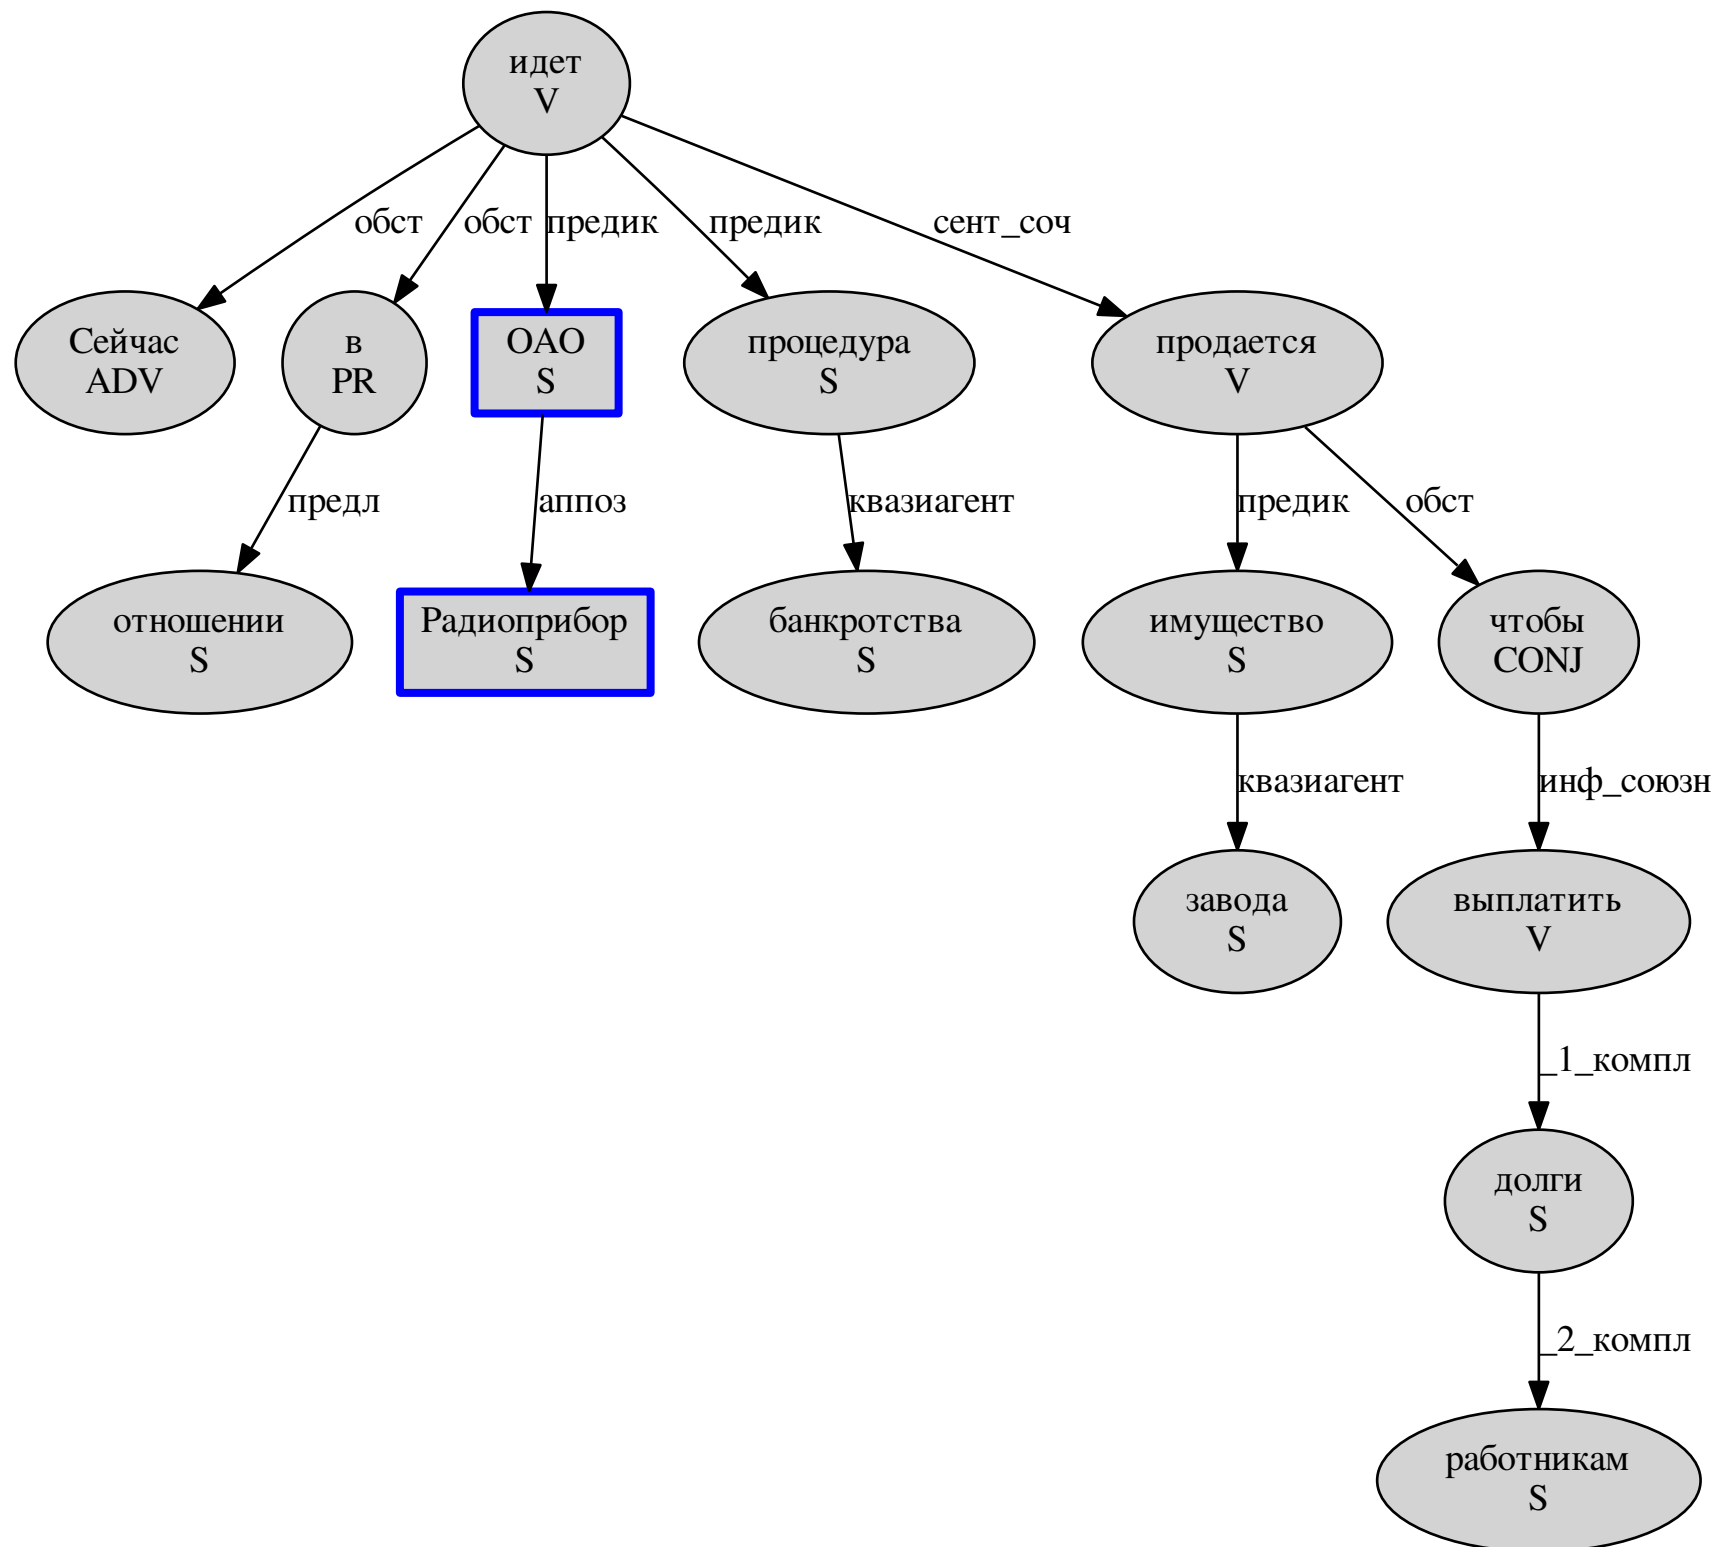 идет
V
обст
обст
предик
предик
сент_соч
Сейчас
ADV
в
PR
ОАО
S
процедура
S
продается
V
предл
аппоз
квазиагент
предик
обст
отношении
S
Радиоприбор
S
банкротства
S
имущество
S
чтобы
CONJ
квазиагент
инф_союзн
завода
S
выплатить
V
_1_компл
долги
S
_2_компл
работникам
S